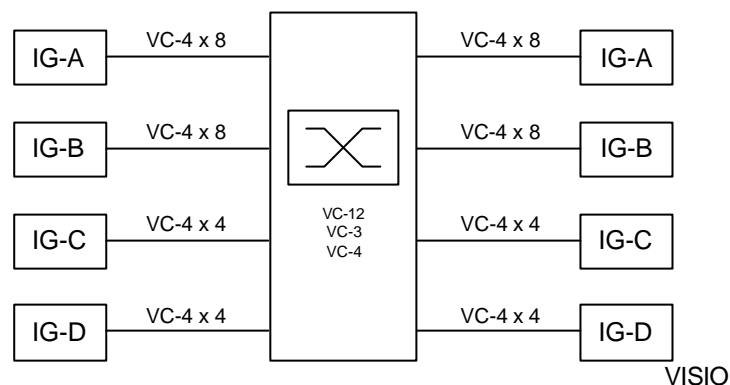 IG-A VC-4 x 8 VC-4 x 8 IG-A
IG-B VC-4 x 8 VC-4 x 8 IG-B
VC-12
VC-3
VC-4
IG-C VC-4 x 4 VC-4 x 4 IG-C
IG-D VC-4 x 4 VC-4 x 4 IG-D
VISIO